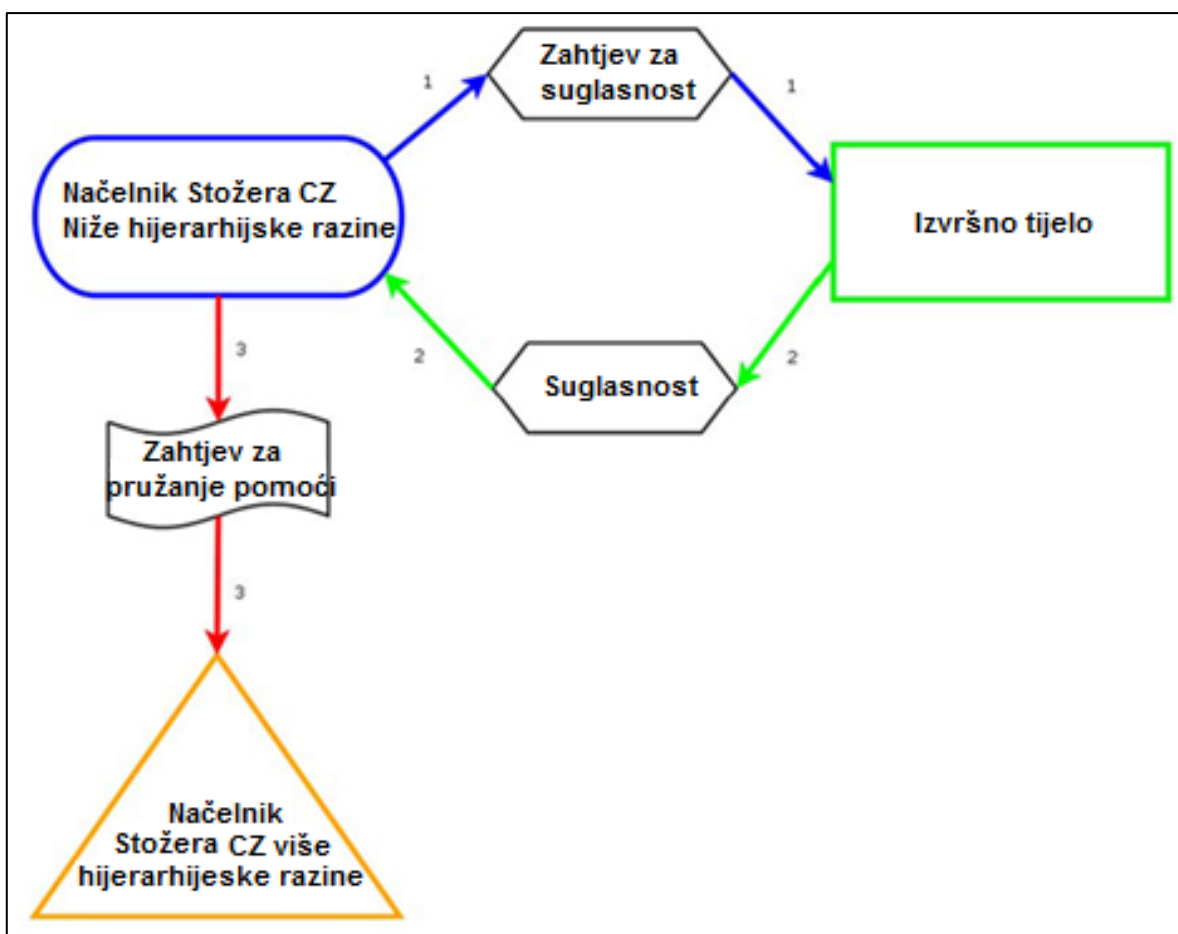 Zahtjev za
suglasnost
1
1
Načelnik Stožera CZ
Niže hijerarhijske razine
Izvršno tijelo
2
2
Suglasnost
3
Zahtjev za
pružanje pomoći
3
Načelnik
Stožera CZ više
hijerarhijeske razine